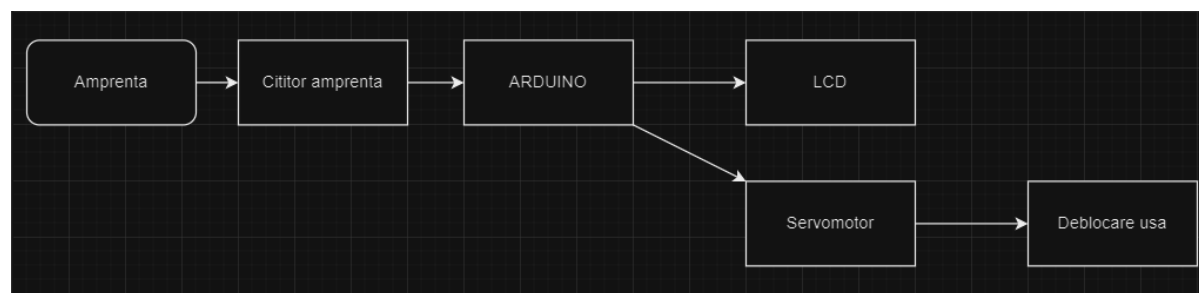 Amprenta
Cititor amprenta
ARDUINO
LCD
Servomotor
Deblocare usa